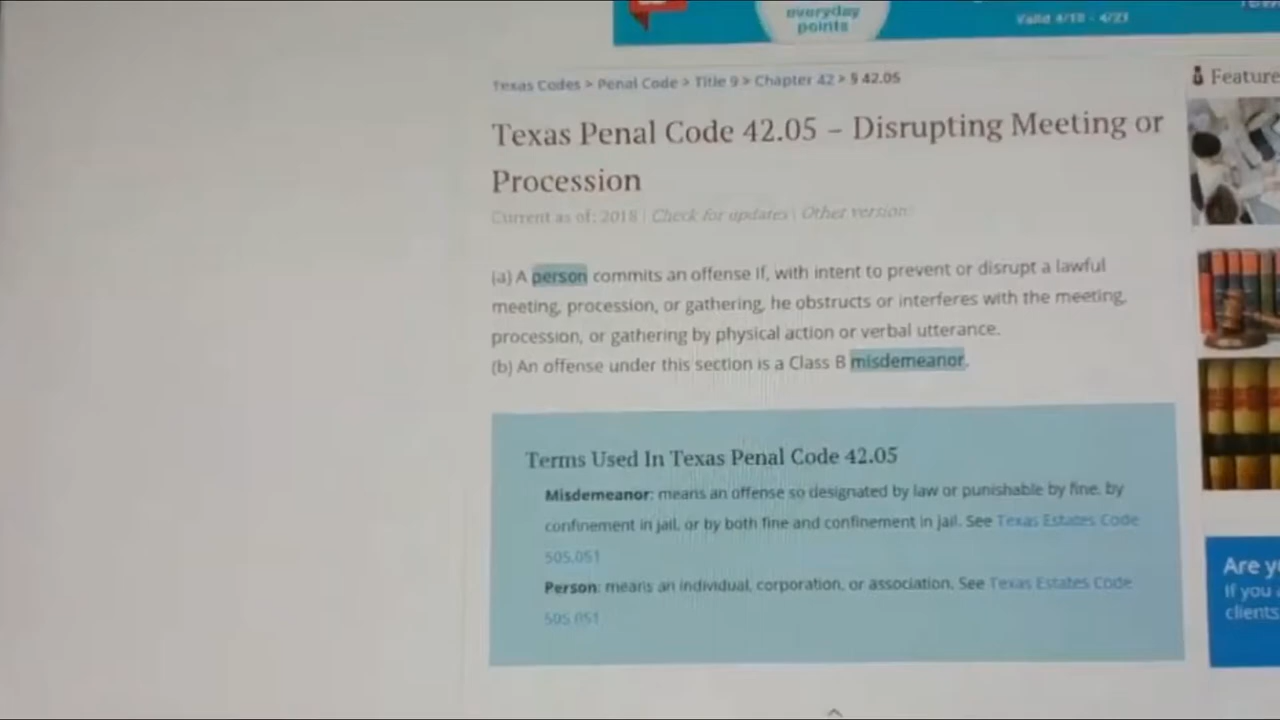 everyday
points
Valid 4/18 - 4/21
Texas Codes > Penal Code > Title 9 > Chapter 42 > § 42.05
Feature
Texas Penal Code 42.05 – Disrupting Meeting or
Procession
Current as of: 2018 | Check for updates | Other version
(a) A person commits an offense if, with intent to prevent or disrupt a lawful
meeting, procession, or gathering, he obstructs or interferes with the meeting,
procession, or gathering by physical action or verbal utterance.
(b) An offense under this section is a Class B misdemeanor.
Terms Used In Texas Penal Code 42.05
Misdemeanor: means an offense so designated by law or punishable by fine, by
confinement in jail, or by both fine and confinement in jail. See Texas Estates Code
505.051
Person: means an individual, corporation, or association. See Texas Estates Code
505.051
Are y
If you a
clients